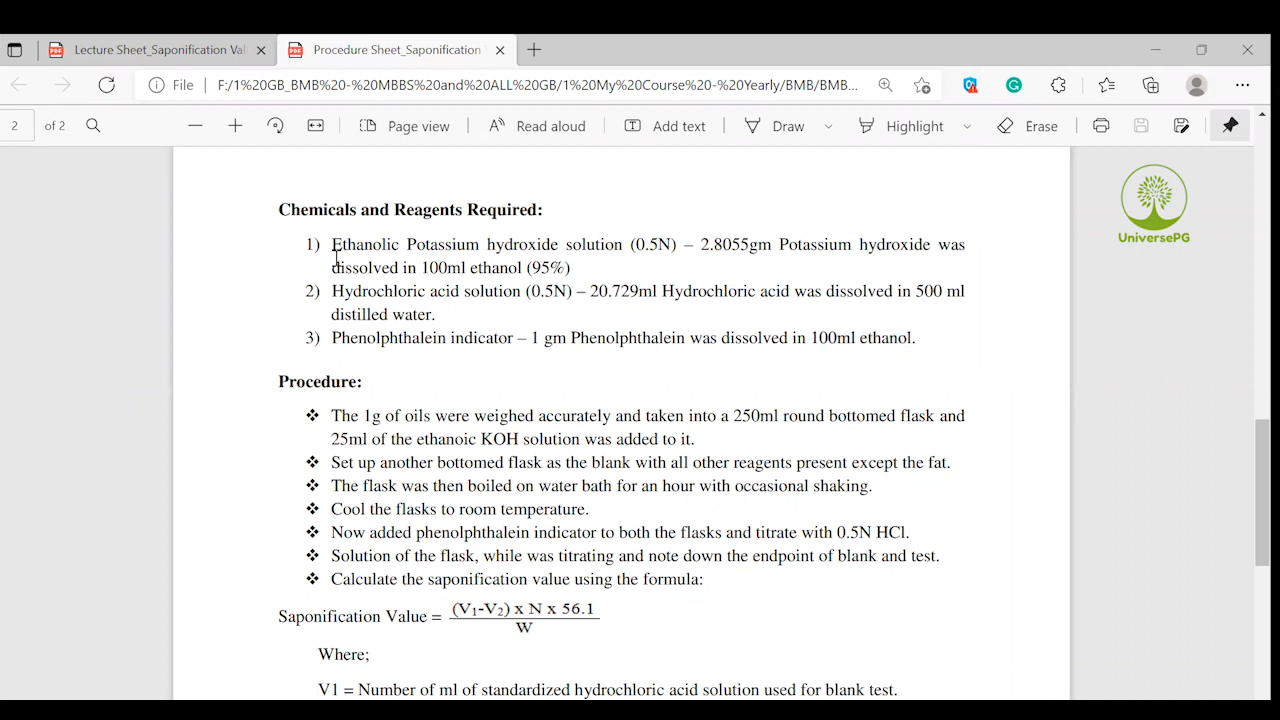 Lecture Sheet_Saponification Val
Procedure Sheet_Saponification
File
F:/1%20GB_BMB%20-%20MBBS%20and%20ALL%20GB/1%20My%20Course%20-%20Yearly/BMB/BMB...
2 of 2
Page view
Read aloud
Add text
Draw
Highlight
Erase
UniversePG
Chemicals and Reagents Required:
1) Ethanolic Potassium hydroxide solution (0.5N) – 2.8055gm Potassium hydroxide was
dissolved in 100ml ethanol (95%)
2) Hydrochloric acid solution (0.5N) – 20.729ml Hydrochloric acid was dissolved in 500 ml
distilled water.
3) Phenolphthalein indicator – 1 gm Phenolphthalein was dissolved in 100ml ethanol.
Procedure:
❖ The 1g of oils were weighed accurately and taken into a 250ml round bottomed flask and
25ml of the ethanoic KOH solution was added to it.
❖ Set up another bottomed flask as the blank with all other reagents present except the fat.
❖ The flask was then boiled on water bath for an hour with occasional shaking.
❖ Cool the flasks to room temperature.
❖ Now added phenolphthalein indicator to both the flasks and titrate with 0.5N HCl.
❖ Solution of the flask, while was titrating and note down the endpoint of blank and test.
❖ Calculate the saponification value using the formula:
Saponification Value = (V₁-V₂) x N x 56.1
W
Where;
V1 = Number of ml of standardized hydrochloric acid solution used for blank test.